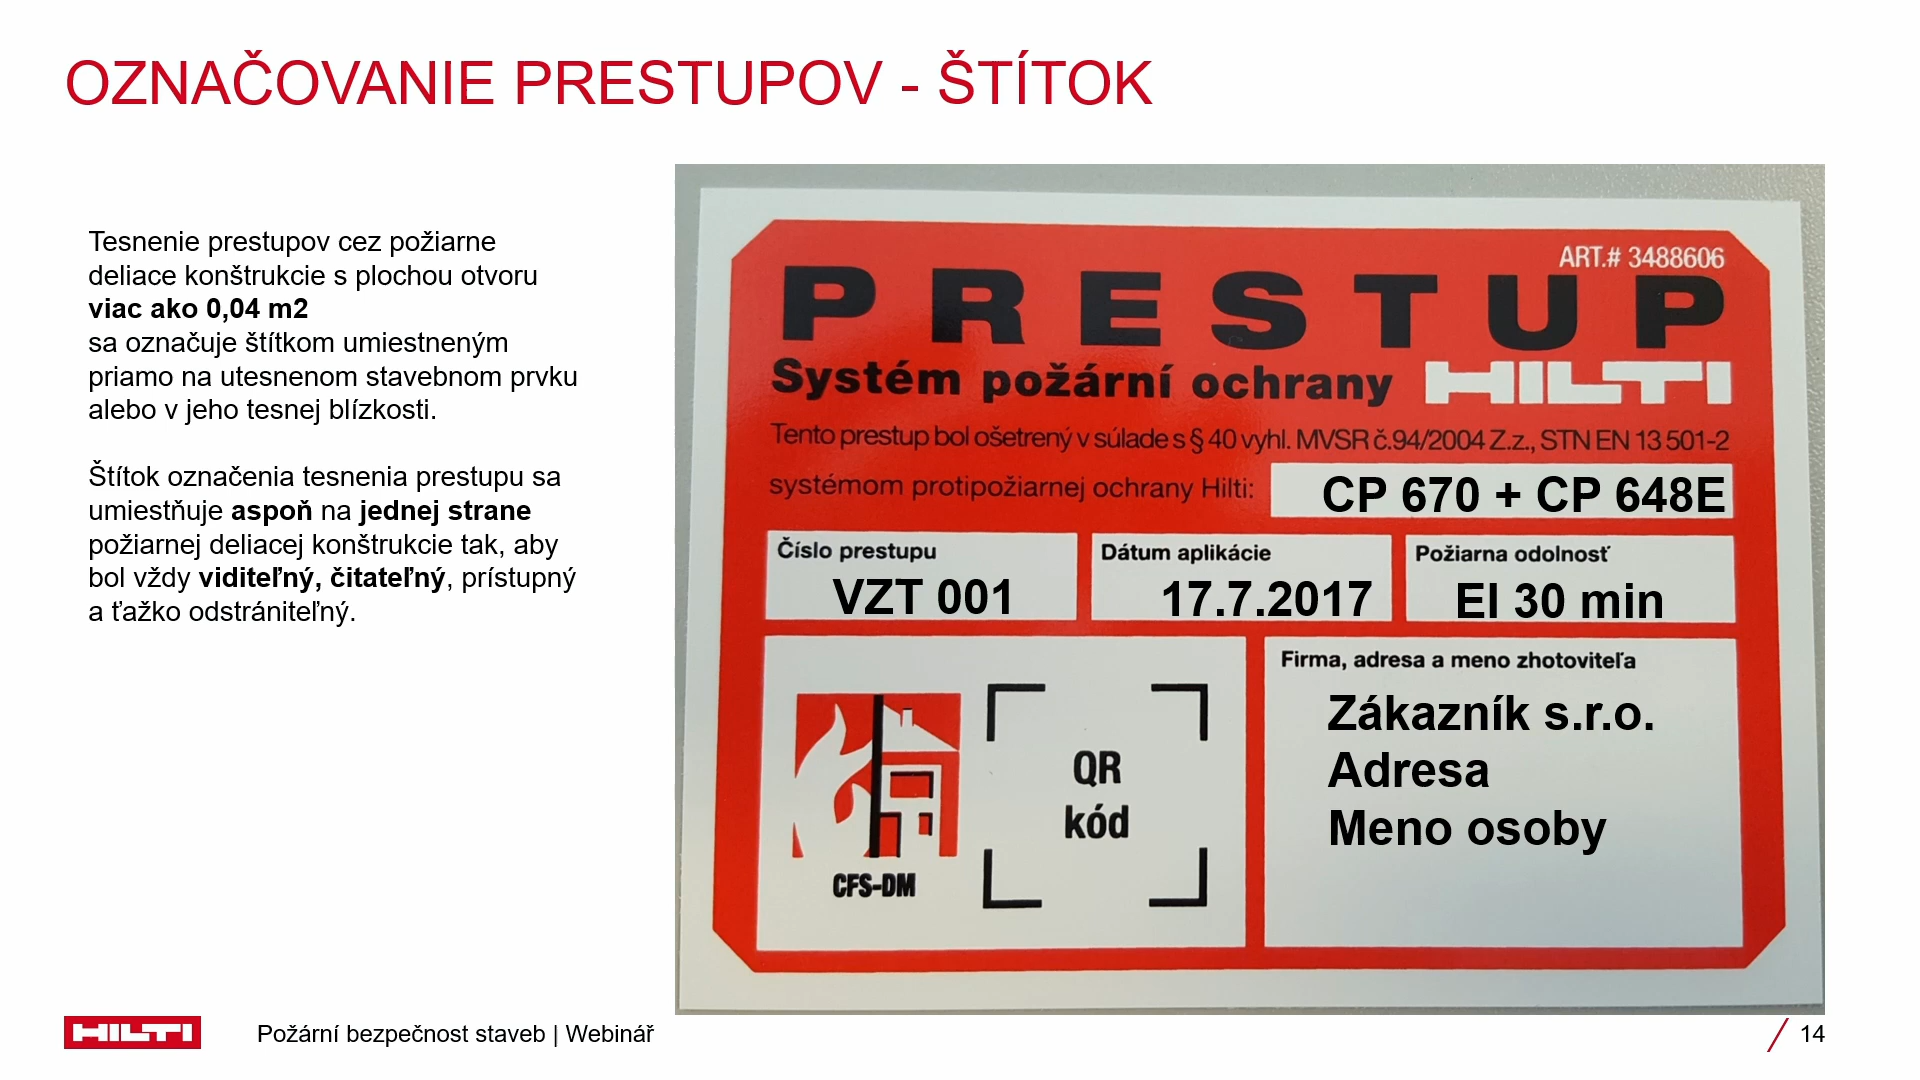 OZNAČOVANIE PRESTUPOV - ŠTÍTOK
Tesnenie prestupov cez požiarne
deliace konštrukcie s plochou otvoru
viac ako 0,04 m2
sa označuje štítkom umiestneným
priamo na utesnenom stavebnom prvku
alebo v jeho tesnej blízkosti.
Štítok označenia tesnenia prestupu sa
umiestňuje aspoň na jednej strane
požiarnej deliacej konštrukcie tak, aby
bol vždy viditeľný, čitateľný, prístupný
a ťažko odstrániteľný.
ART.# 3488606
PRESTUP
Systém požární ochrany HILTI
Tento prestup bol ošetrený v súlade s § 40 vyhl. MVSR č.94/2004 Z.z., STN EN 13 501-2
systémom protipožiarnej ochrany Hilti: CP 670 + CP 648E
Číslo prestupu
VZT 001
Dátum aplikácie
17.7.2017
Požiarna odolnosť
EI 30 min
CFS-DM
QR
kód
Firma, adresa a meno zhotoviteľa
Zákazník s.r.o.
Adresa
Meno osoby
HILTI
Požární bezpečnost staveb | Webinář
14